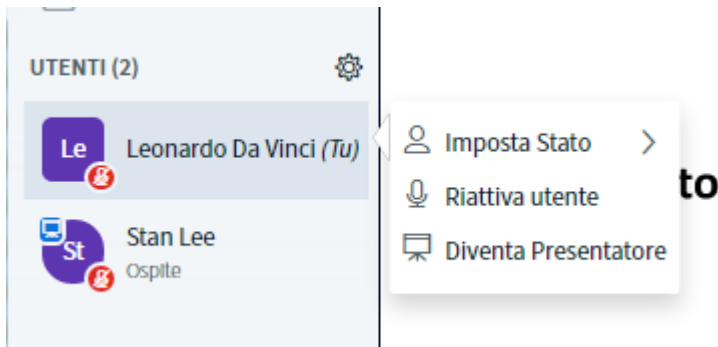 UTENTI (2)
Le
Leonardo Da Vinci (Tu)
St
Stan Lee
Ospite
Imposta Stato
Riattiva utente
Diventa Presentatore
to